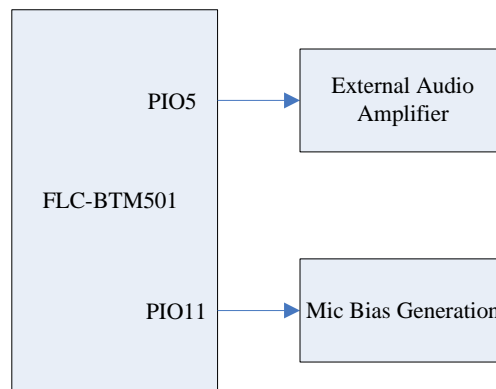 PIO5
External Audio
Amplifier
FLC-BTM501
PIO11
Mic Bias Generation